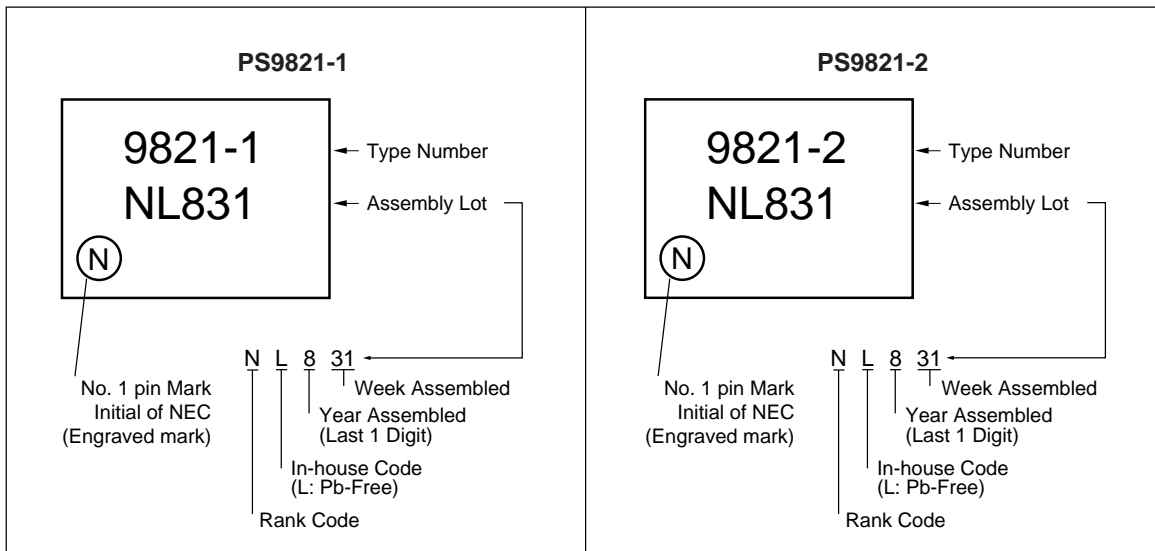 PS9821-1
9821-1
Type Number
NL831
Assembly Lot
N
N L 8 31
No. 1 pin Mark
Initial of NEC
(Engraved mark)
Week Assembled
Year Assembled
(Last 1 Digit)
In-house Code
(L: Pb-Free)
Rank Code
PS9821-2
9821-2
Type Number
NL831
Assembly Lot
N
N L 8 31
No. 1 pin Mark
Initial of NEC
(Engraved mark)
Week Assembled
Year Assembled
(Last 1 Digit)
In-house Code
(L: Pb-Free)
Rank Code